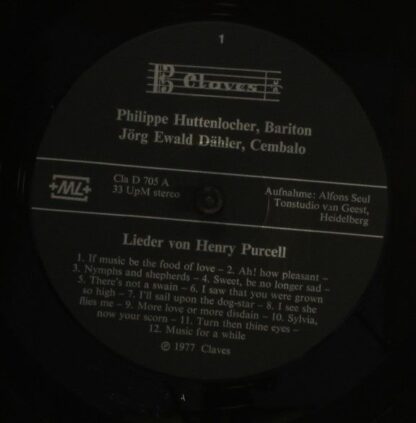 1
Claves
Philippe Huttenlocher, Bariton
Jörg Ewald Dähler, Cembalo
+ML+
Cla D 705 A
33 UpM stereo
Aufnahme: Alfons Seul
Tonstudio van Geest,
Heidelberg
Lieder von Henry Purcell
1. If music be the food of love – 2. Ah! how pleasant –
3. Nymphs and shepherds – 4. Sweet, be no longer sad –
5. There's not a swain – 6. I saw that you were grown
so high – 7. I'll sail upon the dog-star – 8. I see she
flies me – 9. More love or more disdain – 10. Sylvia,
now your scorn – 11. Turn then thine eyes –
12. Music for a while
℗ 1977 Claves